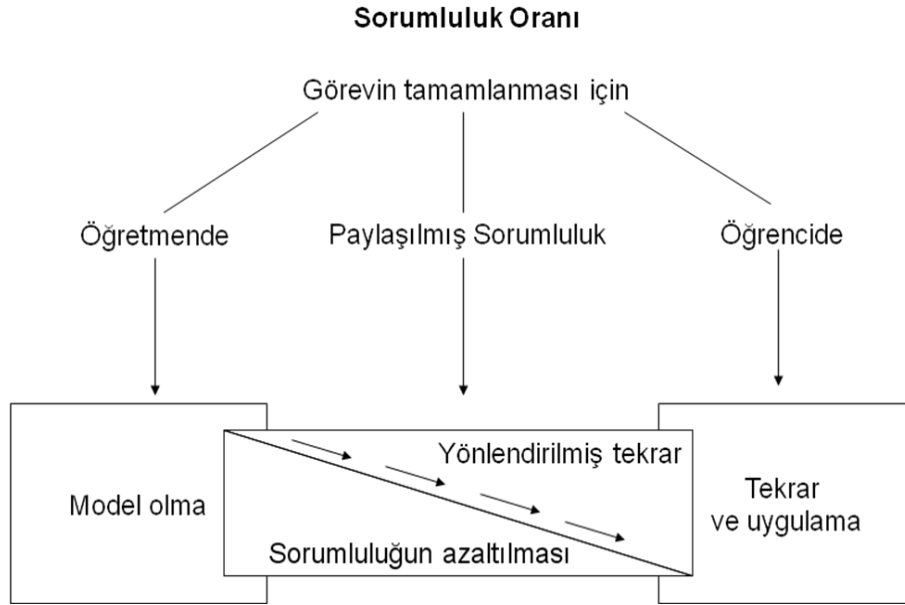 Sorumluluk Oranı
Görevin tamamlanması için
Öğretmende
Paylaşılmış Sorumluluk
Öğrencide
Model olma
Yönlendirilmiş tekrar
Sorumluluğun azaltılması
Tekrar
ve uygulama